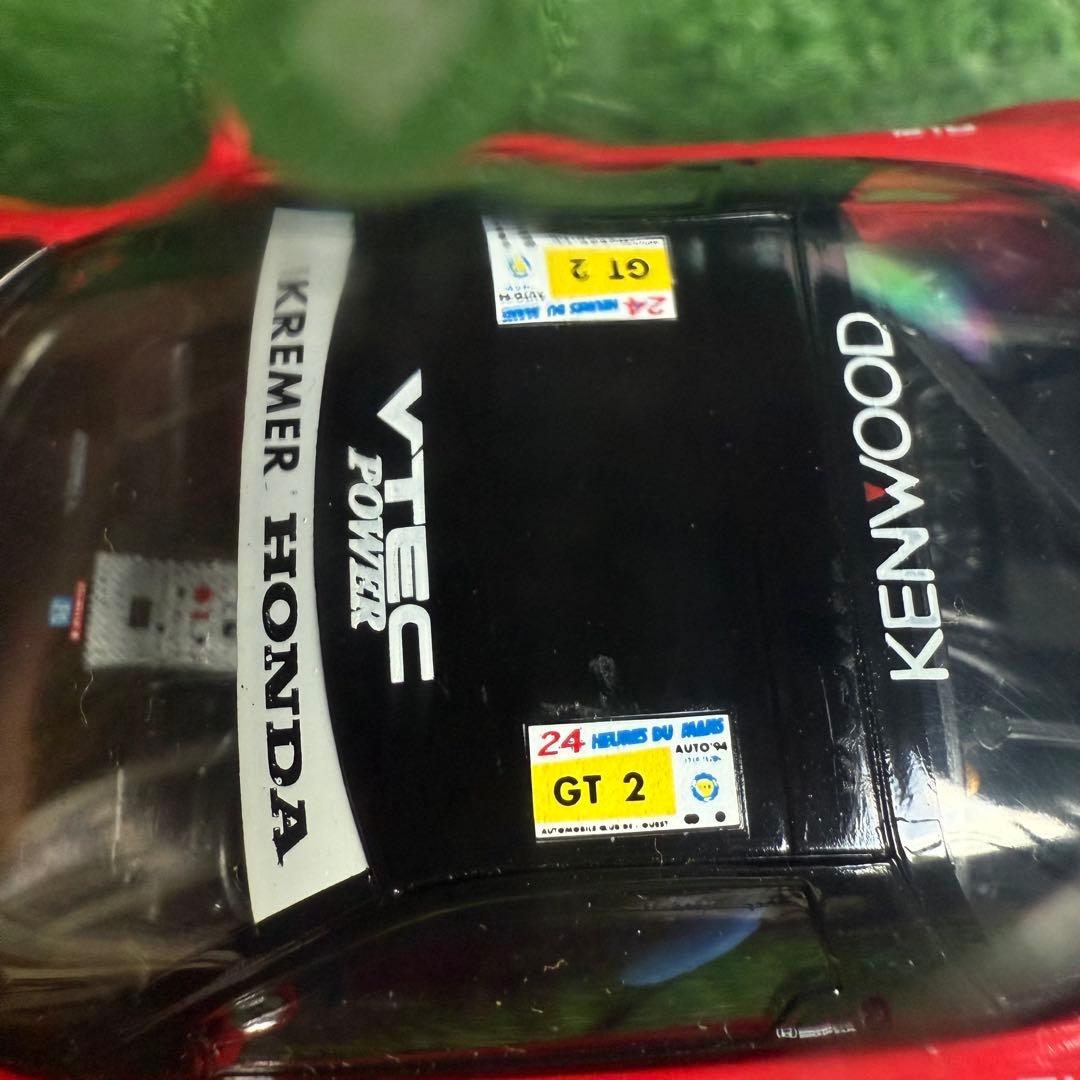 KREMER HONDA
VTEC
POWER
KENWOOD
24 HEURES DU MANS
GT 2
AUTO'94
24 HEURES DU MANS
AUTO'94
GT 2
AUTOMOBILE CLUB DE L'OUEST